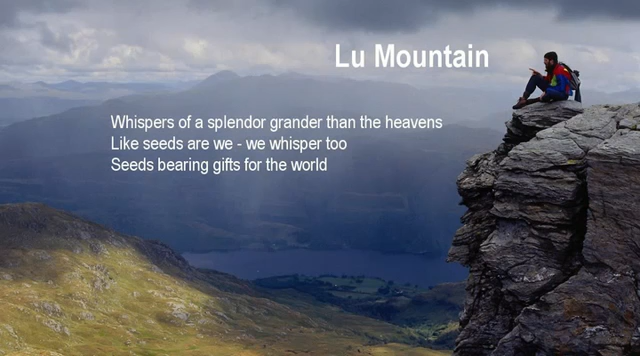 Lu Mountain
Whispers of a splendor grander than the heavens
Like seeds are we - we whisper too
Seeds bearing gifts for the world